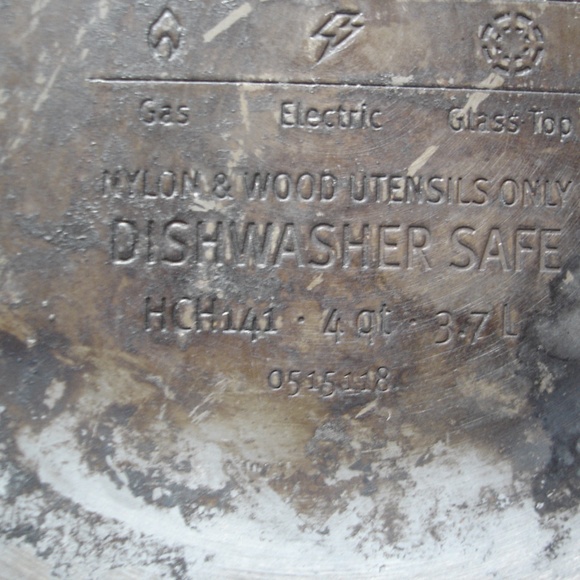 Gas Electric Glass Top
NYLON & WOOD UTENSILS ONLY
DISHWASHER SAFE
HCH141 · 4 qt · 3.7 L
0515118